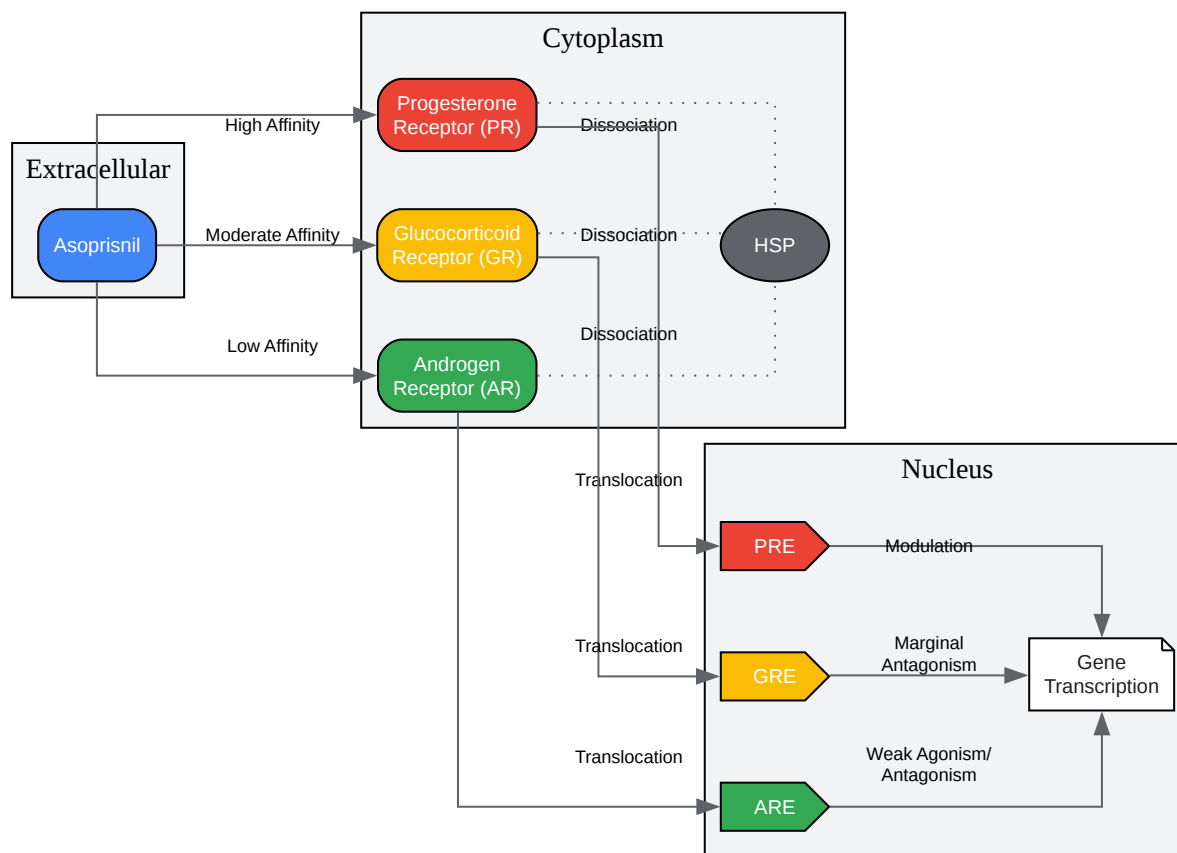 Cytoplasm
Progesterone
Receptor (PR)
High Affinity
Dissociation
Extracellular
Asoprisnil
Moderate Affinity
Glucocorticoid
Receptor (GR)
Dissociation
HSP
Low Affinity
Dissociation
Androgen
Receptor (AR)
Nucleus
Translocation
PRE
Modulation
Translocation
GRE
Marginal
Antagonism
Gene
Transcription
Translocation
ARE
Weak Agonism/
Antagonism